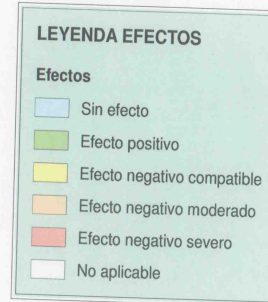 LEYENDA EFECTOS
Efectos
Sin efecto
Efecto positivo
Efecto negativo compatible
Efecto negativo moderado
Efecto negativo severo
No aplicable